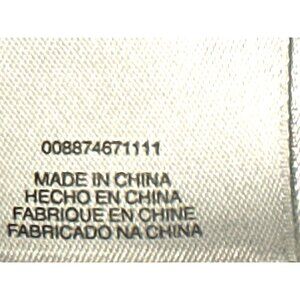 008874671111
MADE IN CHINA
HECHO EN CHINA
FABRIQUE EN CHINE
FABRICADO NA CHINA